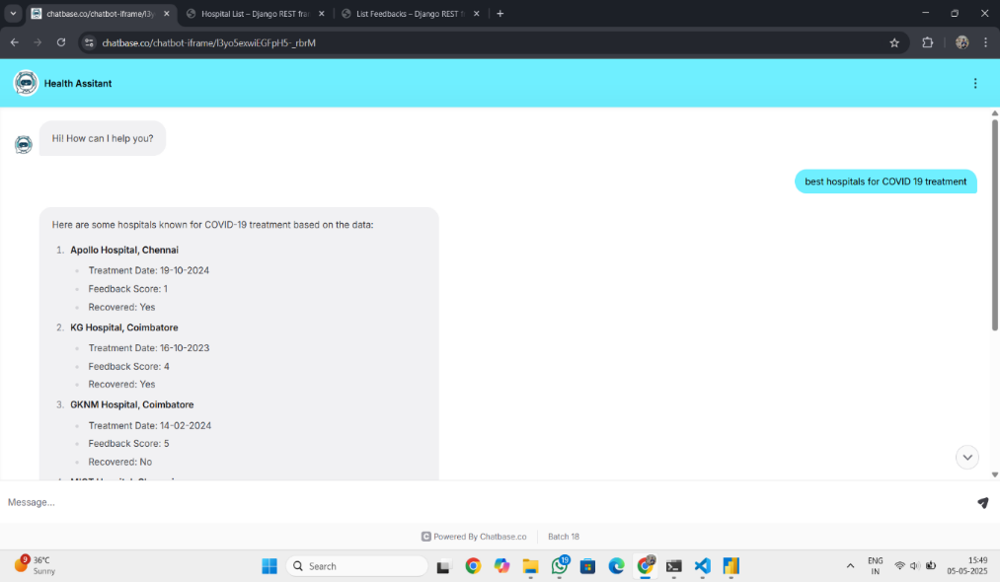 chatbase.co/chatbot-iframe/l3y
Hospital List – Django REST fra
List Feedbacks – Django REST f
chatbase.co/chatbot-iframe/l3yo5exwiEGFpH5-_rbrM
Health Assitant
Hi! How can I help you?
best hospitals for COVID 19 treatment
Here are some hospitals known for COVID-19 treatment based on the data:
1. Apollo Hospital, Chennai
Treatment Date: 19-10-2024
Feedback Score: 1
Recovered: Yes
2. KG Hospital, Coimbatore
Treatment Date: 16-10-2023
Feedback Score: 4
Recovered: Yes
3. GKNM Hospital, Coimbatore
Treatment Date: 14-02-2024
Feedback Score: 5
Recovered: No
Message...
Powered By Chatbase.co
Batch 18
9
36°C
Sunny
Search
19
ENG
IN
15:49
05-05-2025